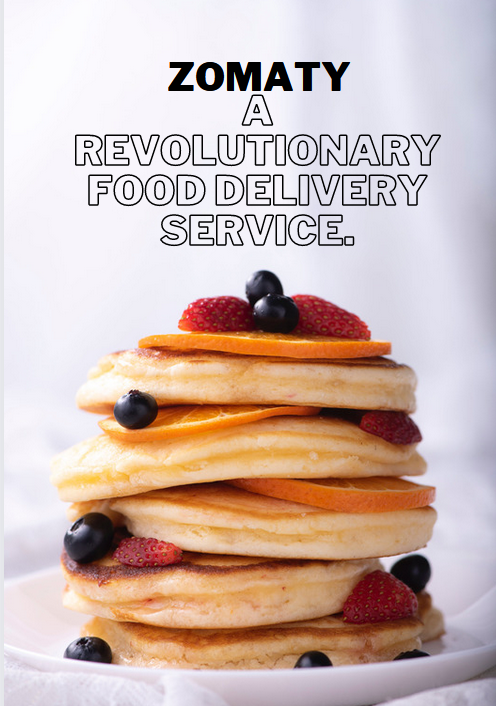 ZOMATY
A
REVOLUTIONARY
FOOD DELIVERY
SERVICE.